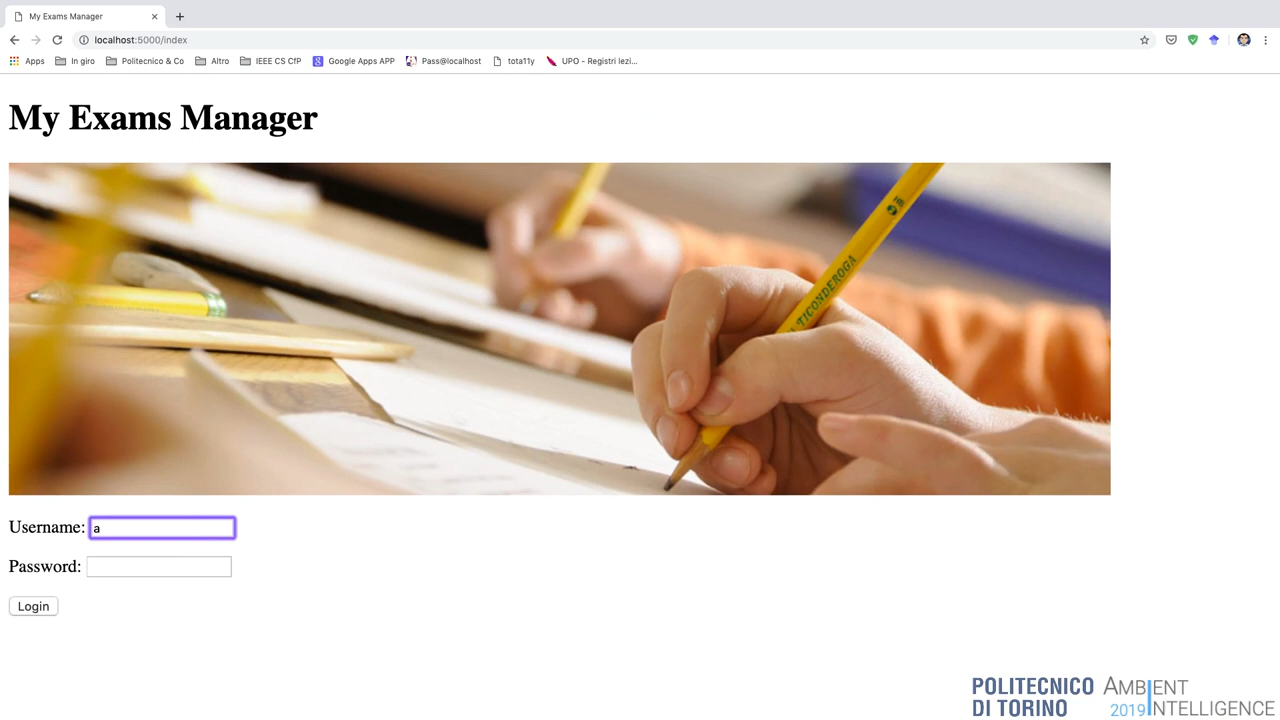 My Exams Manager
localhost:5000/index
Apps In giro Politecnico & Co Altro IEEE CS CfP Google Apps APP Pass@localhost tota11y UPO - Registri lezi...
My Exams Manager
TICONDEROGA
Username: a
Password:
Login
POLITECNICO
DI TORINO
AMBIENT
2019 INTELLIGENCE